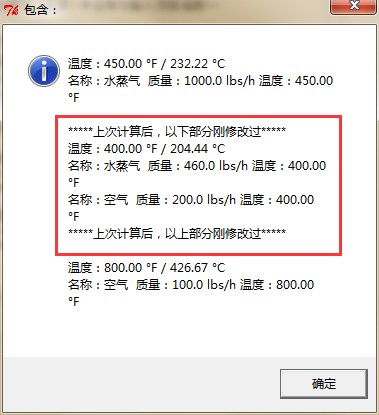 包含：
温度：450.00 °F / 232.22 °C
名称：水蒸气  质量：1000.0 lbs/h 温度：450.00
°F
*****上次计算后，以下部分刚修改过*****
温度：400.00 °F / 204.44 °C
名称：水蒸气  质量：460.0 lbs/h 温度：400.00
°F
名称：空气  质量：200.0 lbs/h 温度：400.00
°F
*****上次计算后，以上部分刚修改过*****
温度：800.00 °F / 426.67 °C
名称：空气  质量：100.0 lbs/h 温度：800.00
°F
确定